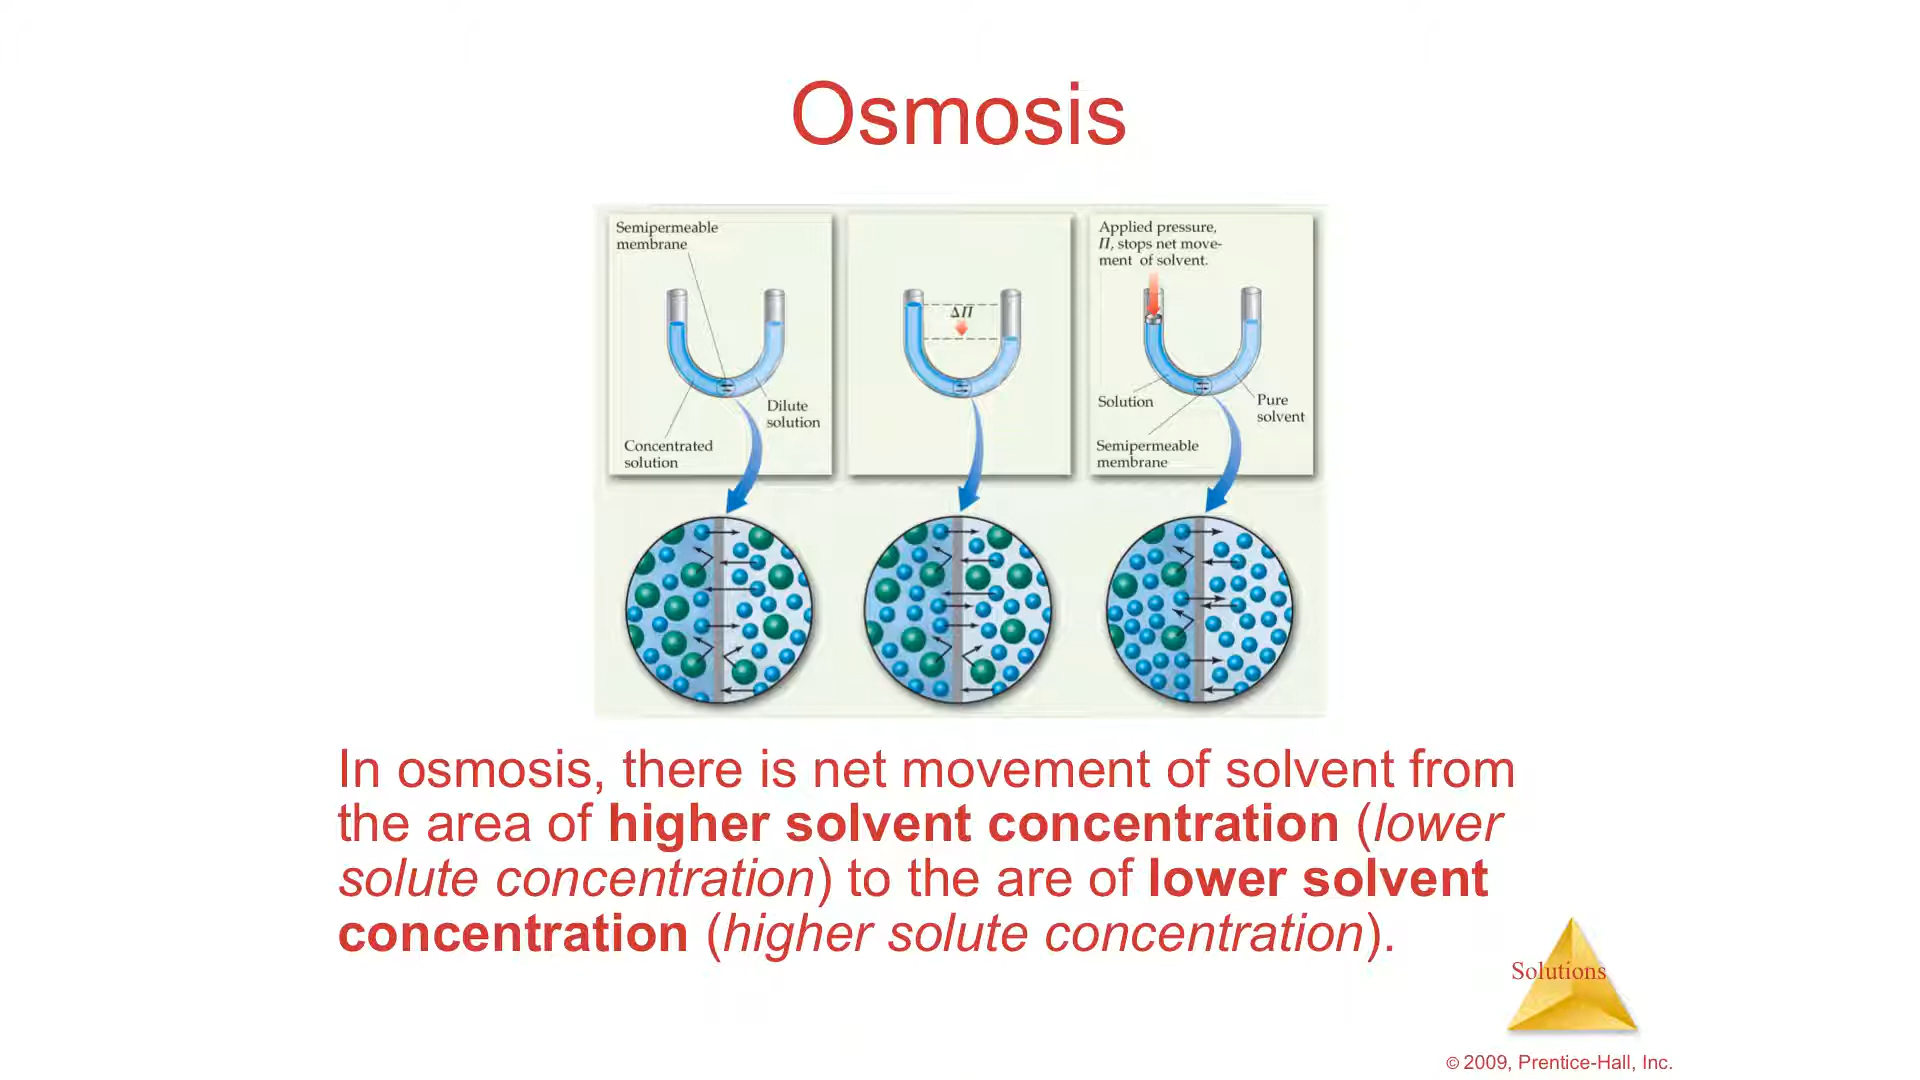 Osmosis
Semipermeable
membrane
Concentrated
solution
Dilute
solution
ΔΠ
Applied pressure,
Π, stops net move-
ment of solvent.
Solution
Pure
solvent
Semipermeable
membrane
In osmosis, there is net movement of solvent from
the area of higher solvent concentration (lower
solute concentration) to the are of lower solvent
concentration (higher solute concentration).
Solutions
© 2009, Prentice-Hall, Inc.